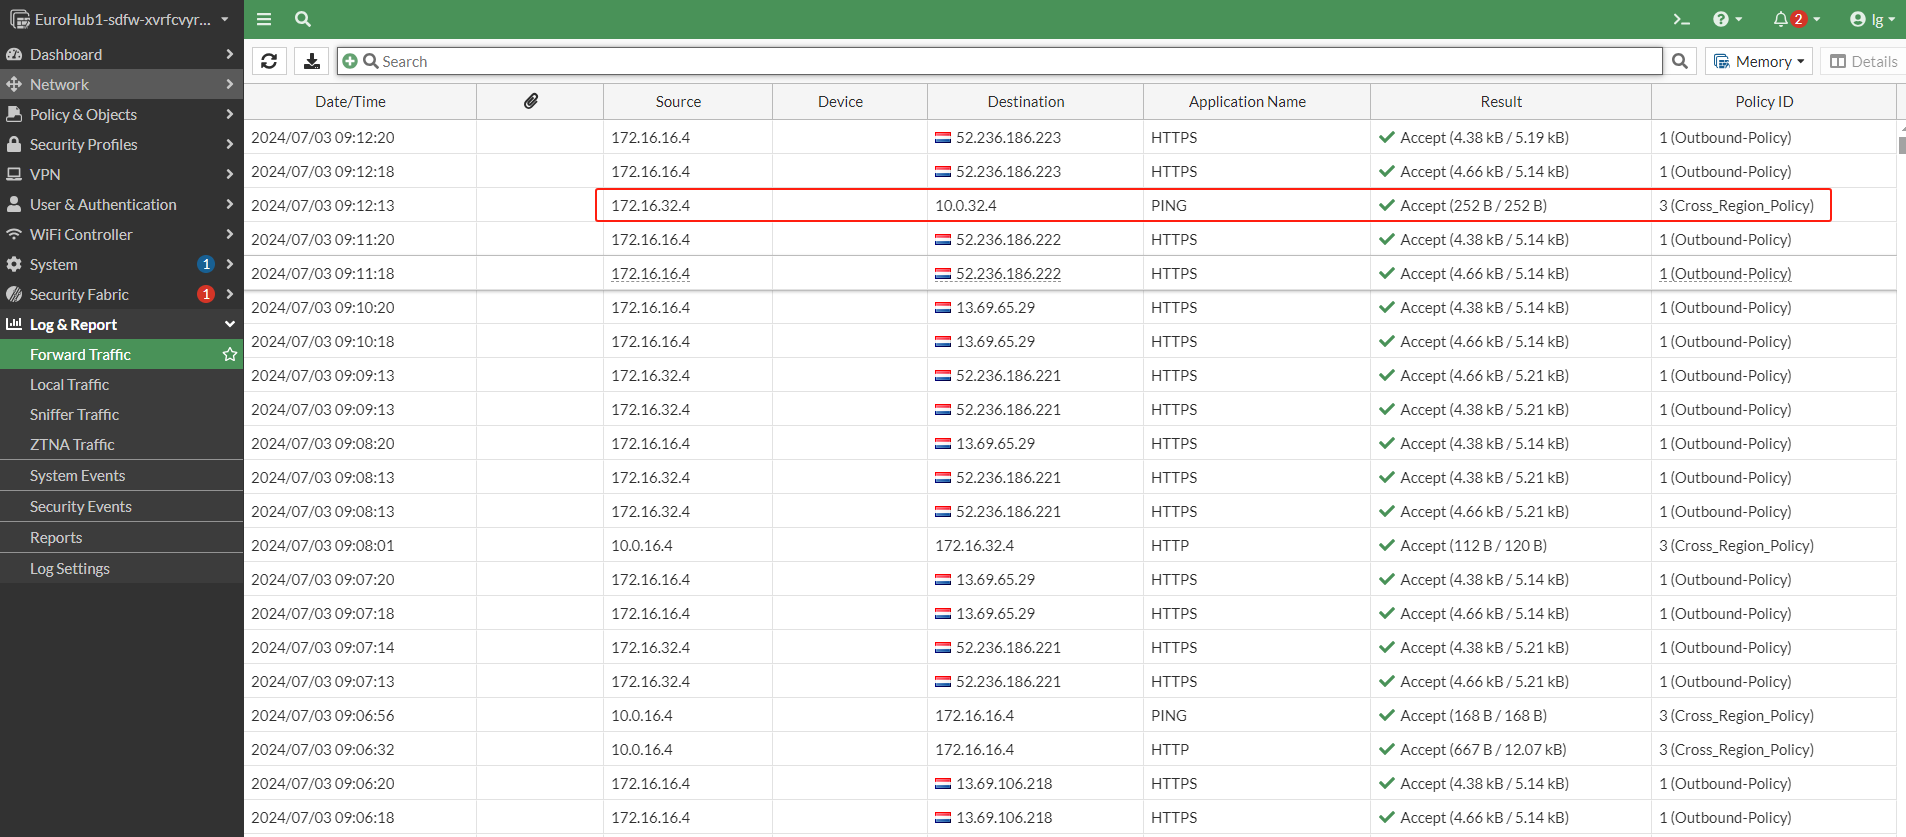 EuroHub1-sdfw-xvrfcvyr...
2
lg
Dashboard
Network
Policy & Objects
Security Profiles
VPN
User & Authentication
WiFi Controller
System 1
Security Fabric 1
Log & Report
Forward Traffic
Local Traffic
Sniffer Traffic
ZTNA Traffic
System Events
Security Events
Reports
Log Settings
Search
Memory
Details
Date/Time Source Device Destination Application Name Result Policy ID
2024/07/03 09:12:20 172.16.16.4 52.236.186.223 HTTPS Accept (4.38 kB / 5.19 kB) 1 (Outbound-Policy)
2024/07/03 09:12:18 172.16.16.4 52.236.186.223 HTTPS Accept (4.66 kB / 5.14 kB) 1 (Outbound-Policy)
2024/07/03 09:12:13 172.16.32.4 10.0.32.4 PING Accept (252 B / 252 B) 3 (Cross_Region_Policy)
2024/07/03 09:11:20 172.16.16.4 52.236.186.222 HTTPS Accept (4.38 kB / 5.14 kB) 1 (Outbound-Policy)
2024/07/03 09:11:18 172.16.16.4 52.236.186.222 HTTPS Accept (4.66 kB / 5.14 kB) 1 (Outbound-Policy)
2024/07/03 09:10:20 172.16.16.4 13.69.65.29 HTTPS Accept (4.38 kB / 5.14 kB) 1 (Outbound-Policy)
2024/07/03 09:10:18 172.16.16.4 13.69.65.29 HTTPS Accept (4.66 kB / 5.14 kB) 1 (Outbound-Policy)
2024/07/03 09:09:13 172.16.32.4 52.236.186.221 HTTPS Accept (4.66 kB / 5.21 kB) 1 (Outbound-Policy)
2024/07/03 09:09:13 172.16.32.4 52.236.186.221 HTTPS Accept (4.38 kB / 5.21 kB) 1 (Outbound-Policy)
2024/07/03 09:08:20 172.16.16.4 13.69.65.29 HTTPS Accept (4.38 kB / 5.14 kB) 1 (Outbound-Policy)
2024/07/03 09:08:13 172.16.32.4 52.236.186.221 HTTPS Accept (4.38 kB / 5.21 kB) 1 (Outbound-Policy)
2024/07/03 09:08:13 172.16.32.4 52.236.186.221 HTTPS Accept (4.66 kB / 5.21 kB) 1 (Outbound-Policy)
2024/07/03 09:08:01 10.0.16.4 172.16.32.4 HTTP Accept (112 B / 120 B) 3 (Cross_Region_Policy)
2024/07/03 09:07:20 172.16.16.4 13.69.65.29 HTTPS Accept (4.38 kB / 5.14 kB) 1 (Outbound-Policy)
2024/07/03 09:07:18 172.16.16.4 13.69.65.29 HTTPS Accept (4.66 kB / 5.14 kB) 1 (Outbound-Policy)
2024/07/03 09:07:14 172.16.32.4 52.236.186.221 HTTPS Accept (4.38 kB / 5.21 kB) 1 (Outbound-Policy)
2024/07/03 09:07:13 172.16.32.4 52.236.186.221 HTTPS Accept (4.66 kB / 5.21 kB) 1 (Outbound-Policy)
2024/07/03 09:06:56 10.0.16.4 172.16.16.4 PING Accept (168 B / 168 B) 3 (Cross_Region_Policy)
2024/07/03 09:06:32 10.0.16.4 172.16.16.4 HTTP Accept (667 B / 12.07 kB) 3 (Cross_Region_Policy)
2024/07/03 09:06:20 172.16.16.4 13.69.106.218 HTTPS Accept (4.38 kB / 5.14 kB) 1 (Outbound-Policy)
2024/07/03 09:06:18 172.16.16.4 13.69.106.218 HTTPS Accept (4.66 kB / 5.14 kB) 1 (Outbound-Policy)